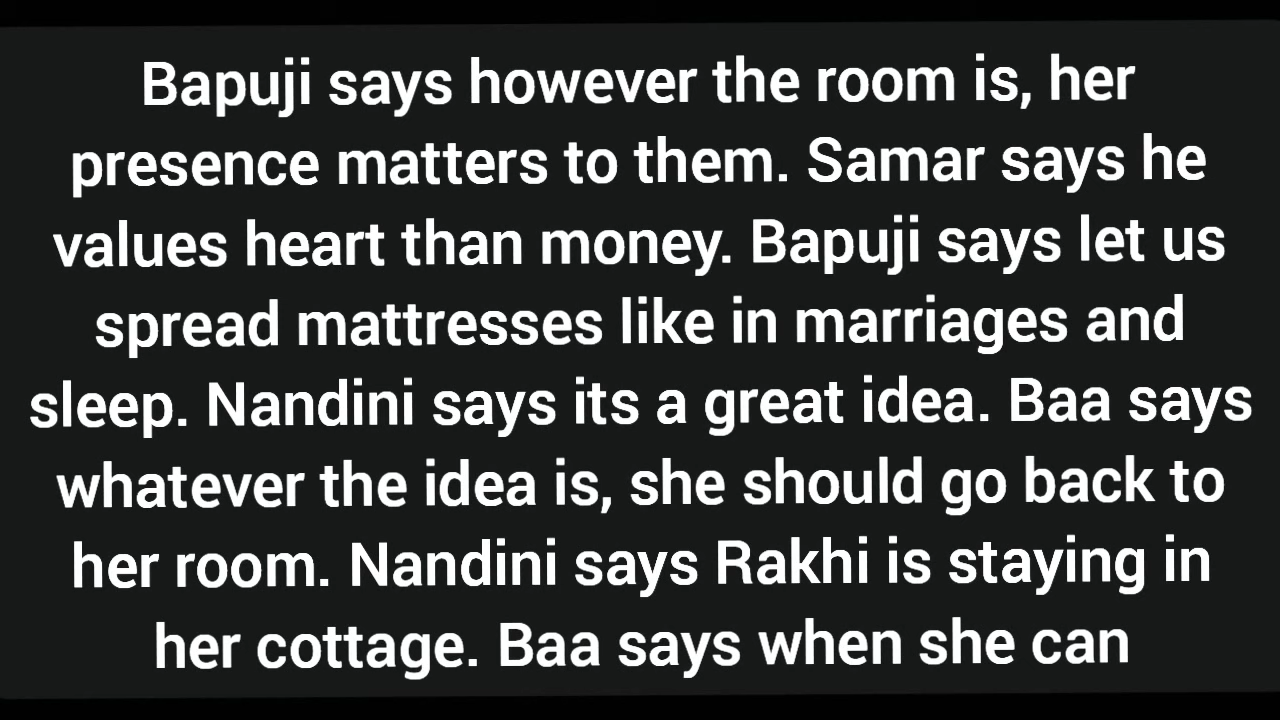 Bapuji says however the room is, her
presence matters to them. Samar says he
values heart than money. Bapuji says let us
spread mattresses like in marriages and
sleep. Nandini says its a great idea. Baa says
whatever the idea is, she should go back to
her room. Nandini says Rakhi is staying in
her cottage. Baa says when she can